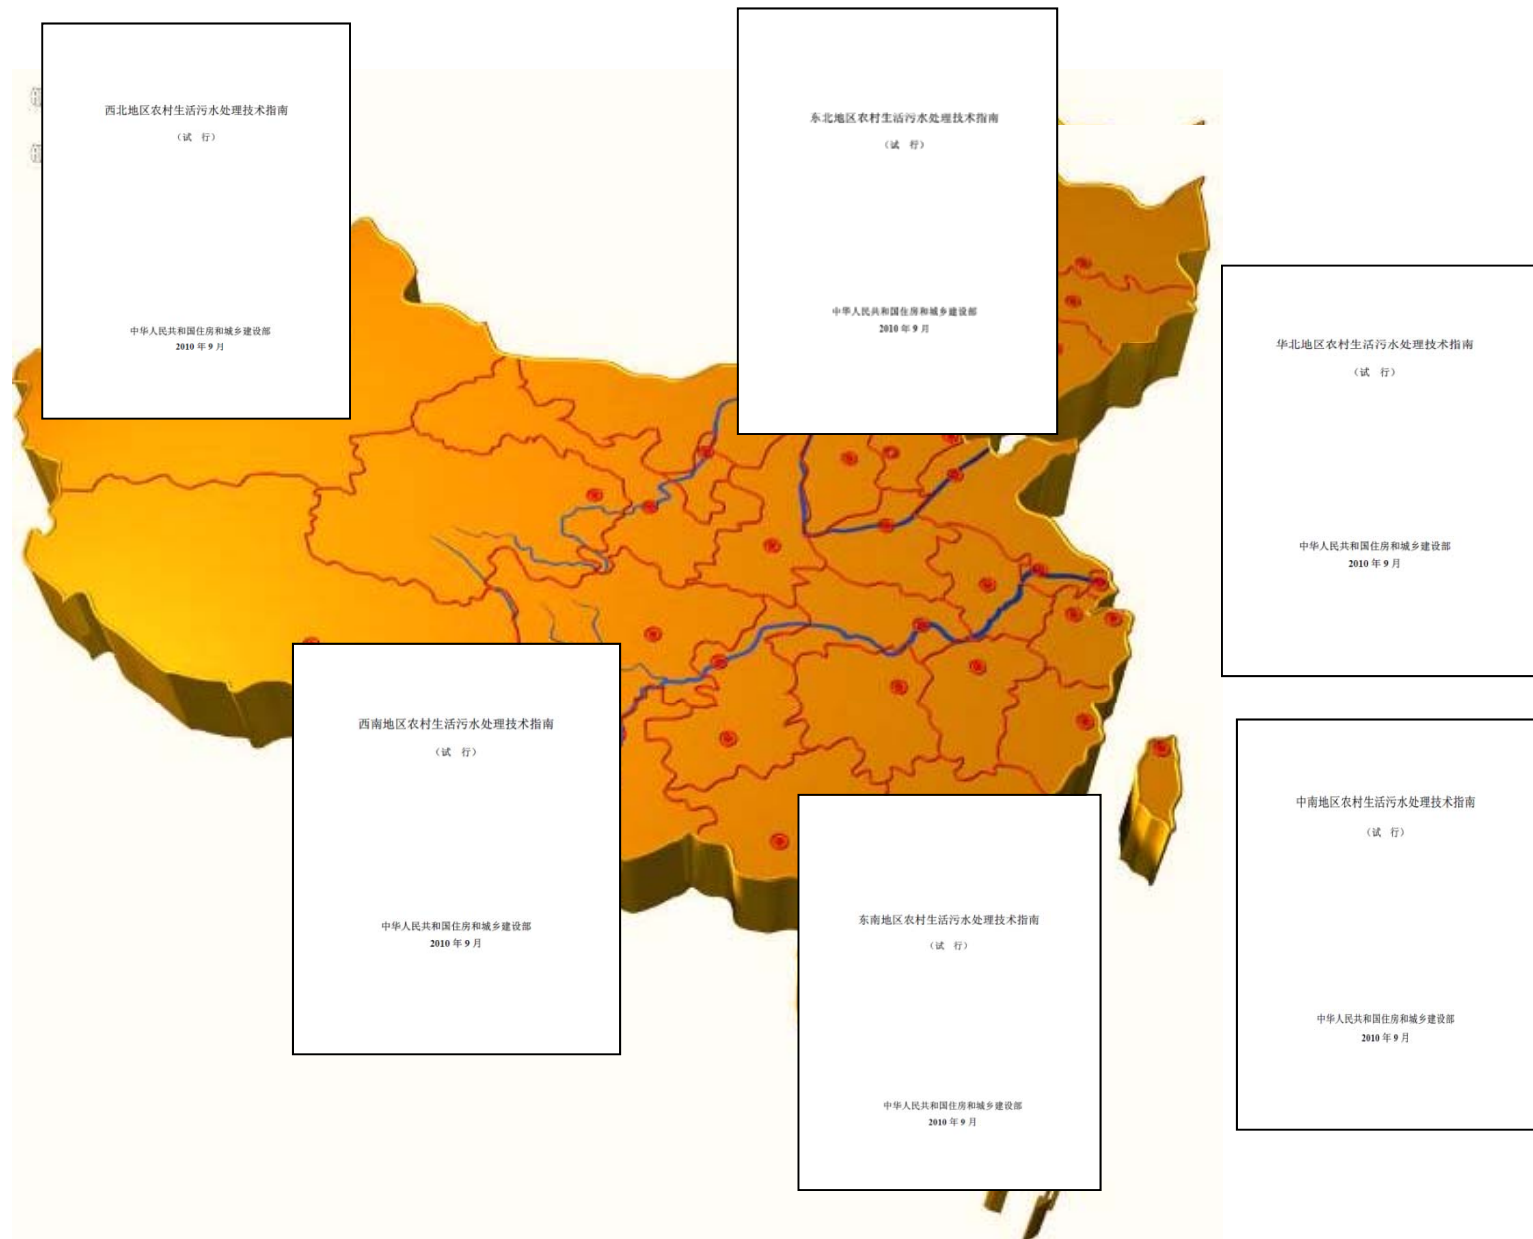 西北地区农村生活污水处理技术指南
（试 行）
中华人民共和国住房和城乡建设部
2010 年 9 月
东北地区农村生活污水处理技术指南
（试 行）
中华人民共和国住房和城乡建设部
2010 年 9 月
华北地区农村生活污水处理技术指南
（试 行）
中华人民共和国住房和城乡建设部
2010 年 9 月
西南地区农村生活污水处理技术指南
（试 行）
中华人民共和国住房和城乡建设部
2010 年 9 月
东南地区农村生活污水处理技术指南
（试 行）
中华人民共和国住房和城乡建设部
2010 年 9 月
中南地区农村生活污水处理技术指南
（试 行）
中华人民共和国住房和城乡建设部
2010 年 9 月